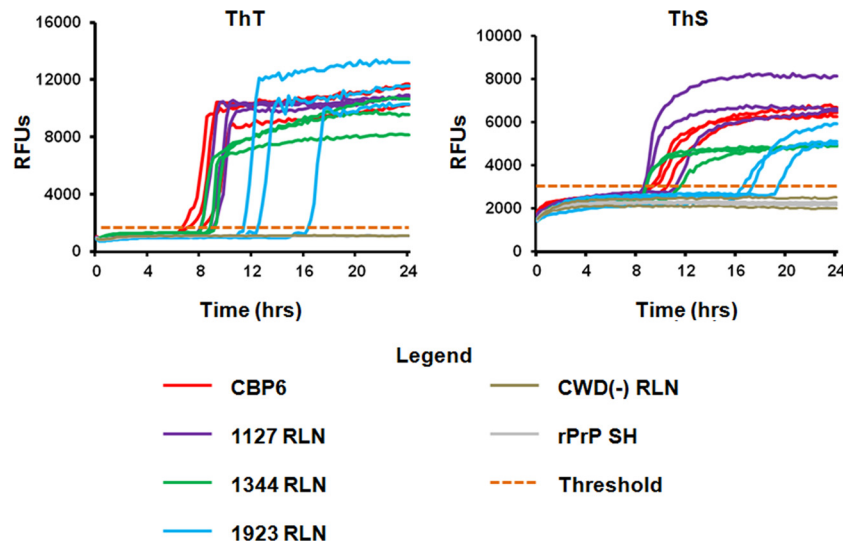 ThT
16000
12000
8000
4000
0
RFUs
0 4 8 12 16 20 24
Time (hrs)
ThS
10000
8000
6000
4000
2000
0
RFUs
0 4 8 12 16 20 24
Time (hrs)
Legend
CBP6
1127 RLN
1344 RLN
1923 RLN
CWD(-) RLN
rPrP SH
Threshold